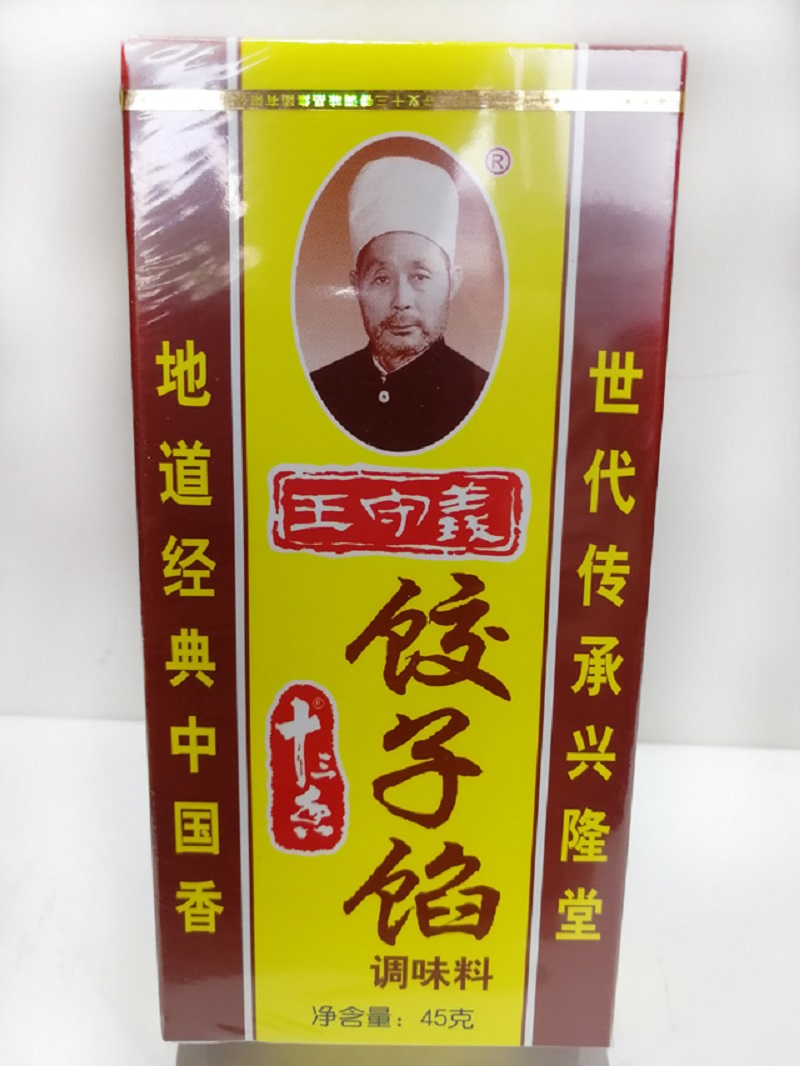 ®
王守義
饺子馅
十三香®
调味料
净含量：45克
世代传承兴隆堂
地道经典中国香